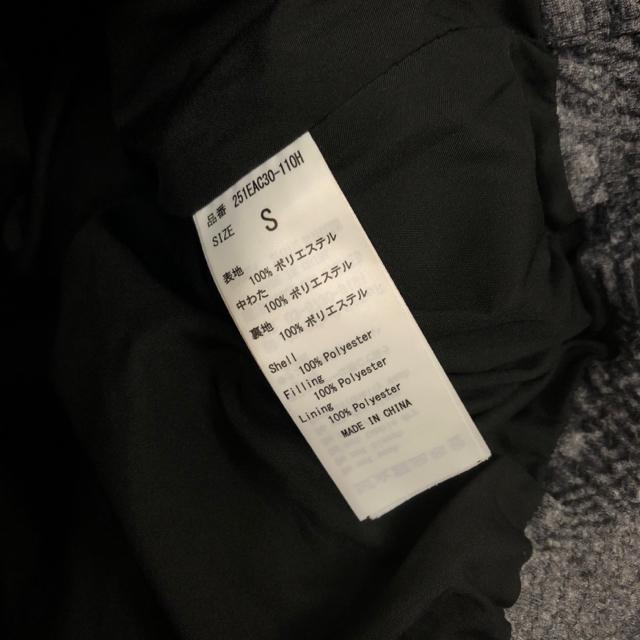 品番 251EAC30-110H
SIZE S
表地
100% ポリエステル
中わた
100% ポリエステル
裏地
100% ポリエステル
Shell
100% Polyester
Filling
100% Polyester
Lining
100% Polyester
MADE IN CHINA